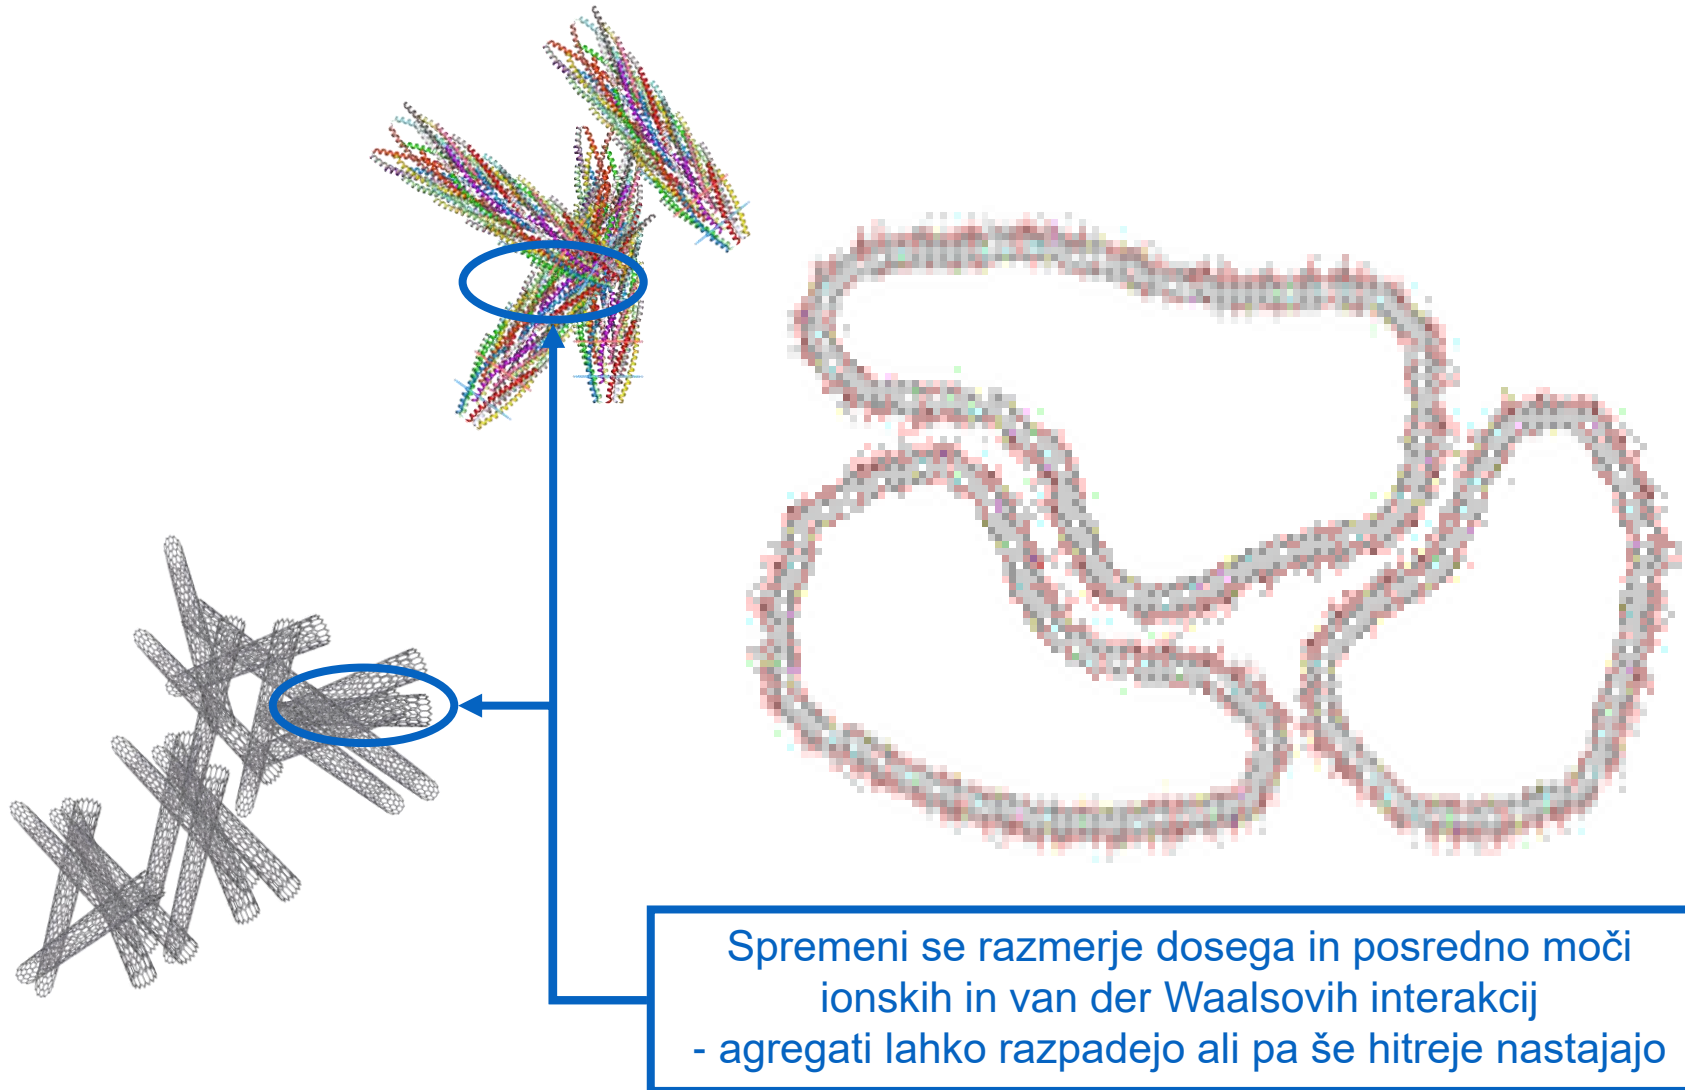 Spremeni se razmerje dosega in posredno moči
ionskih in van der Waalsovih interakcij
- agregati lahko razpadejo ali pa še hitreje nastajajo